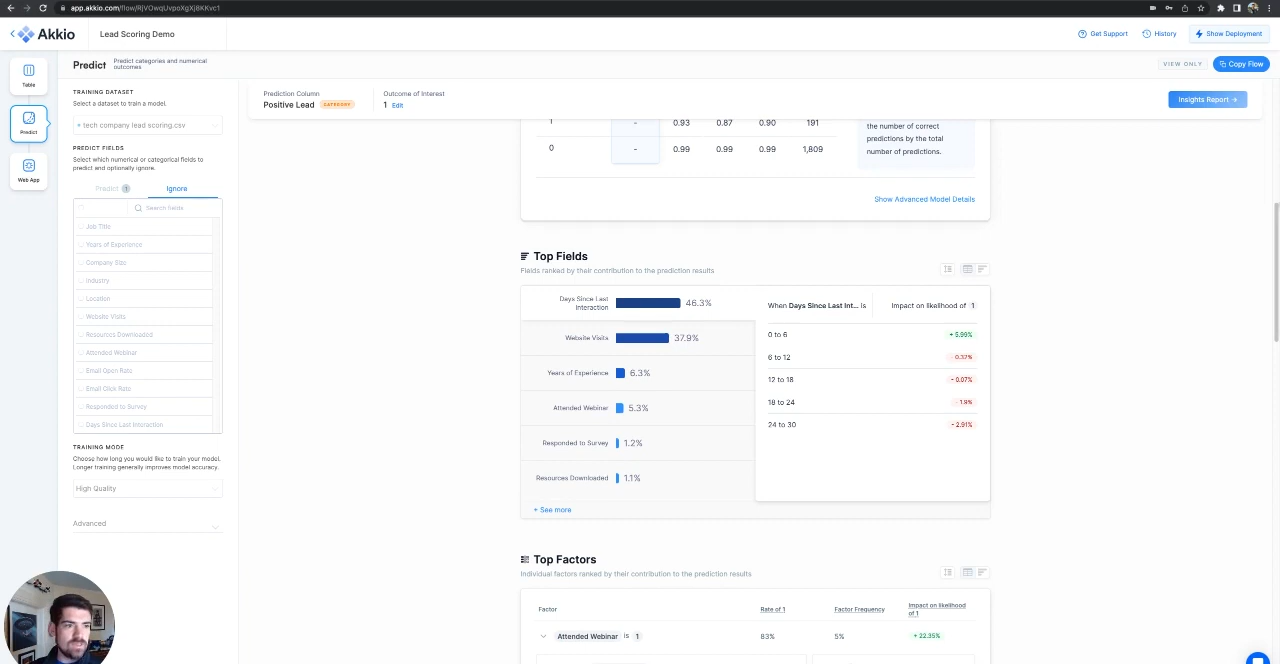 app.akkio.com/flow/RjVOwqUvpoXgXj8KKvc1
Akkio
Lead Scoring Demo
Get Support
History
Show Deployment
Table
Predict
Web App
Predict
Predict categories and numerical
outcomes
VIEW ONLY
Copy Flow
TRAINING DATASET
Select a dataset to train a model.
+ tech company lead scoring.csv
PREDICT FIELDS
Select which numerical or categorical fields to
predict and optionally ignore.
Predict 1
Ignore
Search fields
Job Title
Years of Experience
Company Size
Industry
Location
Website Visits
Resources Downloaded
Attended Webinar
Email Open Rate
Email Click Rate
Responded to Survey
Days Since Last Interaction
TRAINING MODE
Choose how long you would like to train your model.
Longer training generally improves model accuracy.
High Quality
Advanced
Prediction Column
Positive Lead CATEGORY
Outcome of Interest
1 Edit
Insights Report →
1 - 0.93 0.87 0.90 191
0 - 0.99 0.99 0.99 1,809
the number of correct
predictions by the total
number of predictions.
Show Advanced Model Details
Top Fields
Fields ranked by their contribution to the prediction results
Days Since Last
Interaction
46.3%
Website Visits 37.9%
Years of Experience 6.3%
Attended Webinar 5.3%
Responded to Survey 1.2%
Resources Downloaded 1.1%
+ See more
When Days Since Last Int... is
Impact on likelihood of 1
0 to 6 + 5.99%
6 to 12 - 0.37%
12 to 18 - 0.07%
18 to 24 - 1.9%
24 to 30 - 2.91%
Top Factors
Individual factors ranked by their contribution to the prediction results
Factor
Rate of 1
Factor Frequency
Impact on likelihood
of 1
Attended Webinar is 1 83% 5% + 22.35%